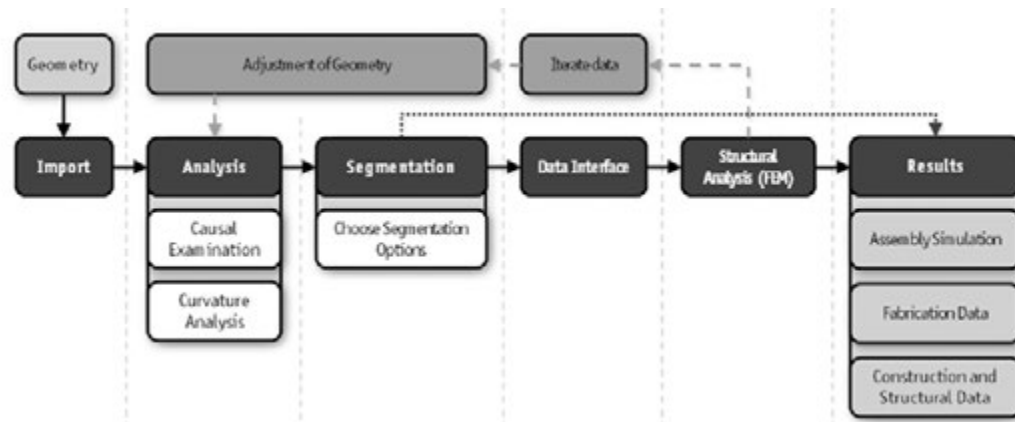 Geometry
Adjustment of Geometry
Iterate data
Import
Analysis
Segmentation
Data Interface
Structural
Analysis (FEM)
Results
Causal
Examination
Choose Segmentation
Options
Assembly Simulation
Curvature
Analysis
Fabrication Data
Construction and
Structural Data